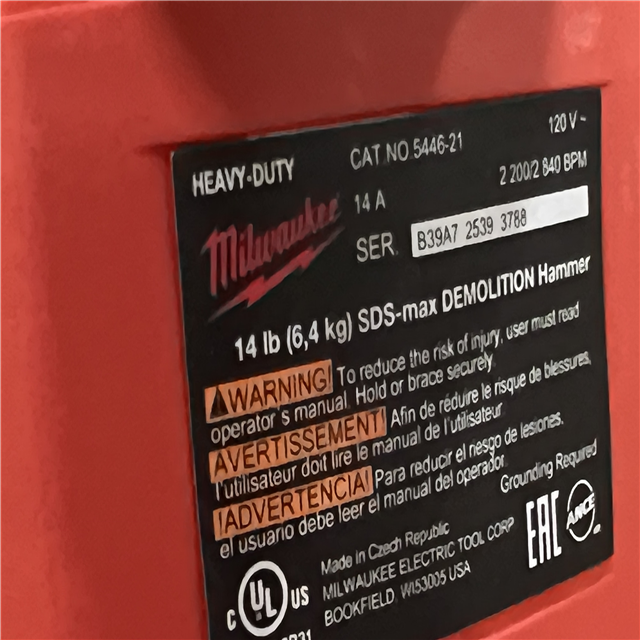 HEAVY-DUTY
CAT.NO.5446-21
120 V~
Milwaukee
14 A
2 200/2 840 BPM
SER. B39A7 2539 3788
14 lb (6,4 kg) SDS-max DEMOLITION Hammer
WARNING! To reduce the risk of injury, user must read
operator's manual. Hold or brace securely.
AVERTISSEMENT! Afin de réduire le risque de blessures,
l'utilisateur doit lire le manual de l'utilisateur.
¡ADVERTENCIA! Para reducir el riesgo de lesiones,
el usuario debe leer el manual del operador.
Grounding Required
C UL US
Made in Czech Republic
MILWAUKEE ELECTRIC TOOL CORP
BOOKFIELD, WI53005 USA
EAC
ANCE